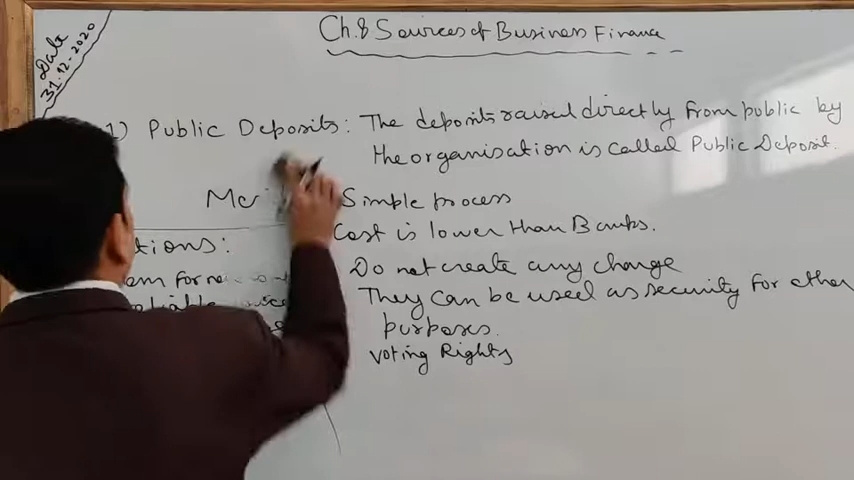 Ch.8 Sources of Business Finance
Date
31.12.2020
1) Public Deposits: The deposits raised directly from public by
the organisation is called Public Deposit.
Me
Simple process
Cost is lower than Banks.
tions:
Do not create any charge
They can be used as security for other
purposes.
Voting Rights